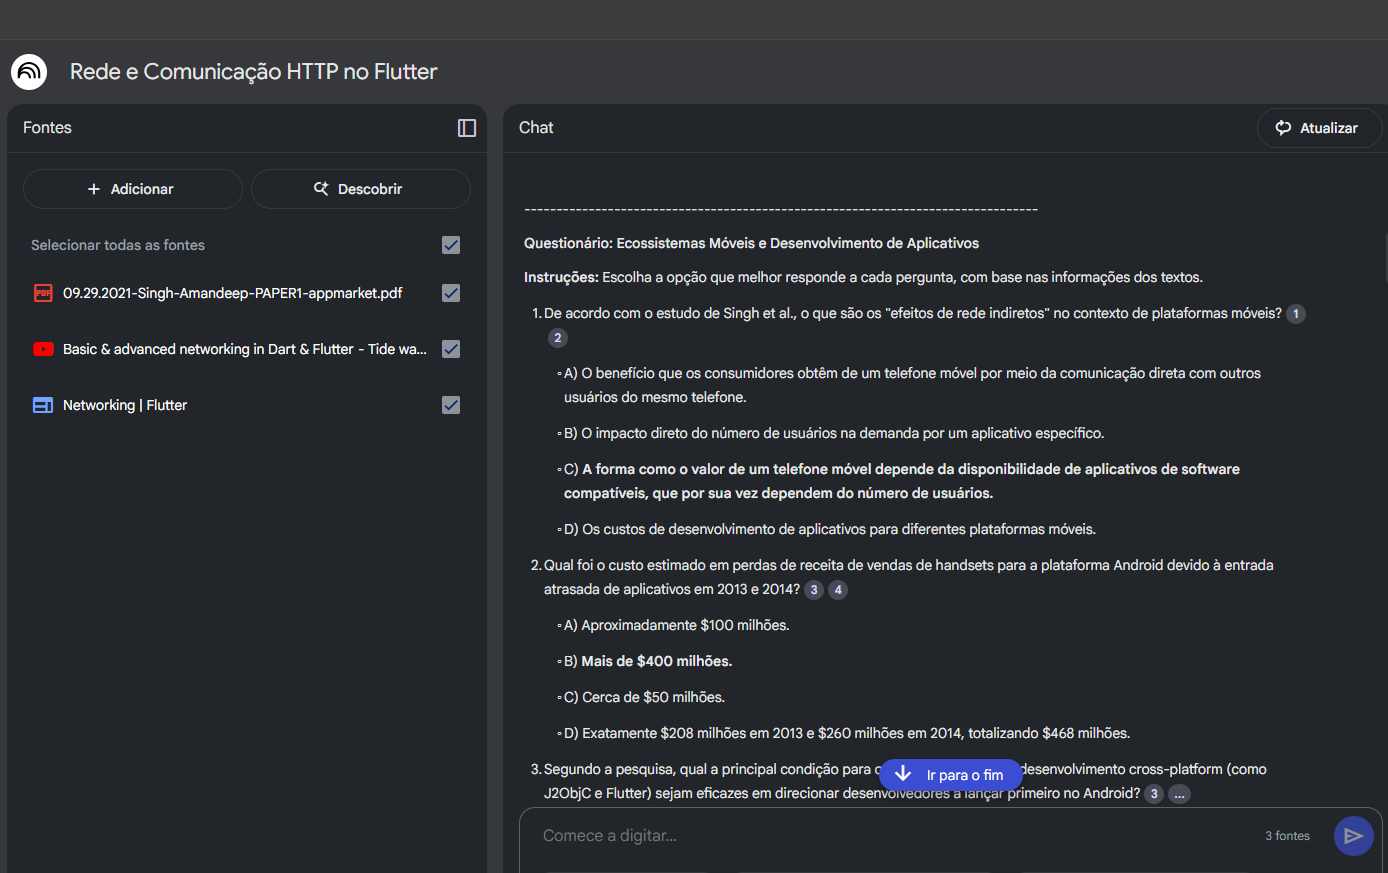 Rede e Comunicação HTTP no Flutter
Fontes
Adicionar
Descobrir
Selecionar todas as fontes
PDF
09.29.2021-Singh-Amandeep-PAPER1-appmarket.pdf
Basic & advanced networking in Dart & Flutter - Tide wa...
Networking | Flutter
Chat
Atualizar
--------------------------------------------------------------------------------
Questionário: Ecossistemas Móveis e Desenvolvimento de Aplicativos
Instruções: Escolha a opção que melhor responde a cada pergunta, com base nas informações dos textos.
1. De acordo com o estudo de Singh et al., o que são os "efeitos de rede indiretos" no contexto de plataformas móveis? 1
2
◦ A) O benefício que os consumidores obtêm de um telefone móvel por meio da comunicação direta com outros
usuários do mesmo telefone.
◦ B) O impacto direto do número de usuários na demanda por um aplicativo específico.
◦ C) A forma como o valor de um telefone móvel depende da disponibilidade de aplicativos de software
compatíveis, que por sua vez dependem do número de usuários.
◦ D) Os custos de desenvolvimento de aplicativos para diferentes plataformas móveis.
2. Qual foi o custo estimado em perdas de receita de vendas de handsets para a plataforma Android devido à entrada
atrasada de aplicativos em 2013 e 2014? 3 4
◦ A) Aproximadamente $100 milhões.
◦ B) Mais de $400 milhões.
◦ C) Cerca de $50 milhões.
◦ D) Exatamente $208 milhões em 2013 e $260 milhões em 2014, totalizando $468 milhões.
3. Segundo a pesquisa, qual a principal condição para desenvolvimento cross-platform (como
J2ObjC e Flutter) sejam eficazes em direcionar desenvolvedores a lançar primeiro no Android? 3 ...
Ir para o fim
Comece a digitar...
3 fontes